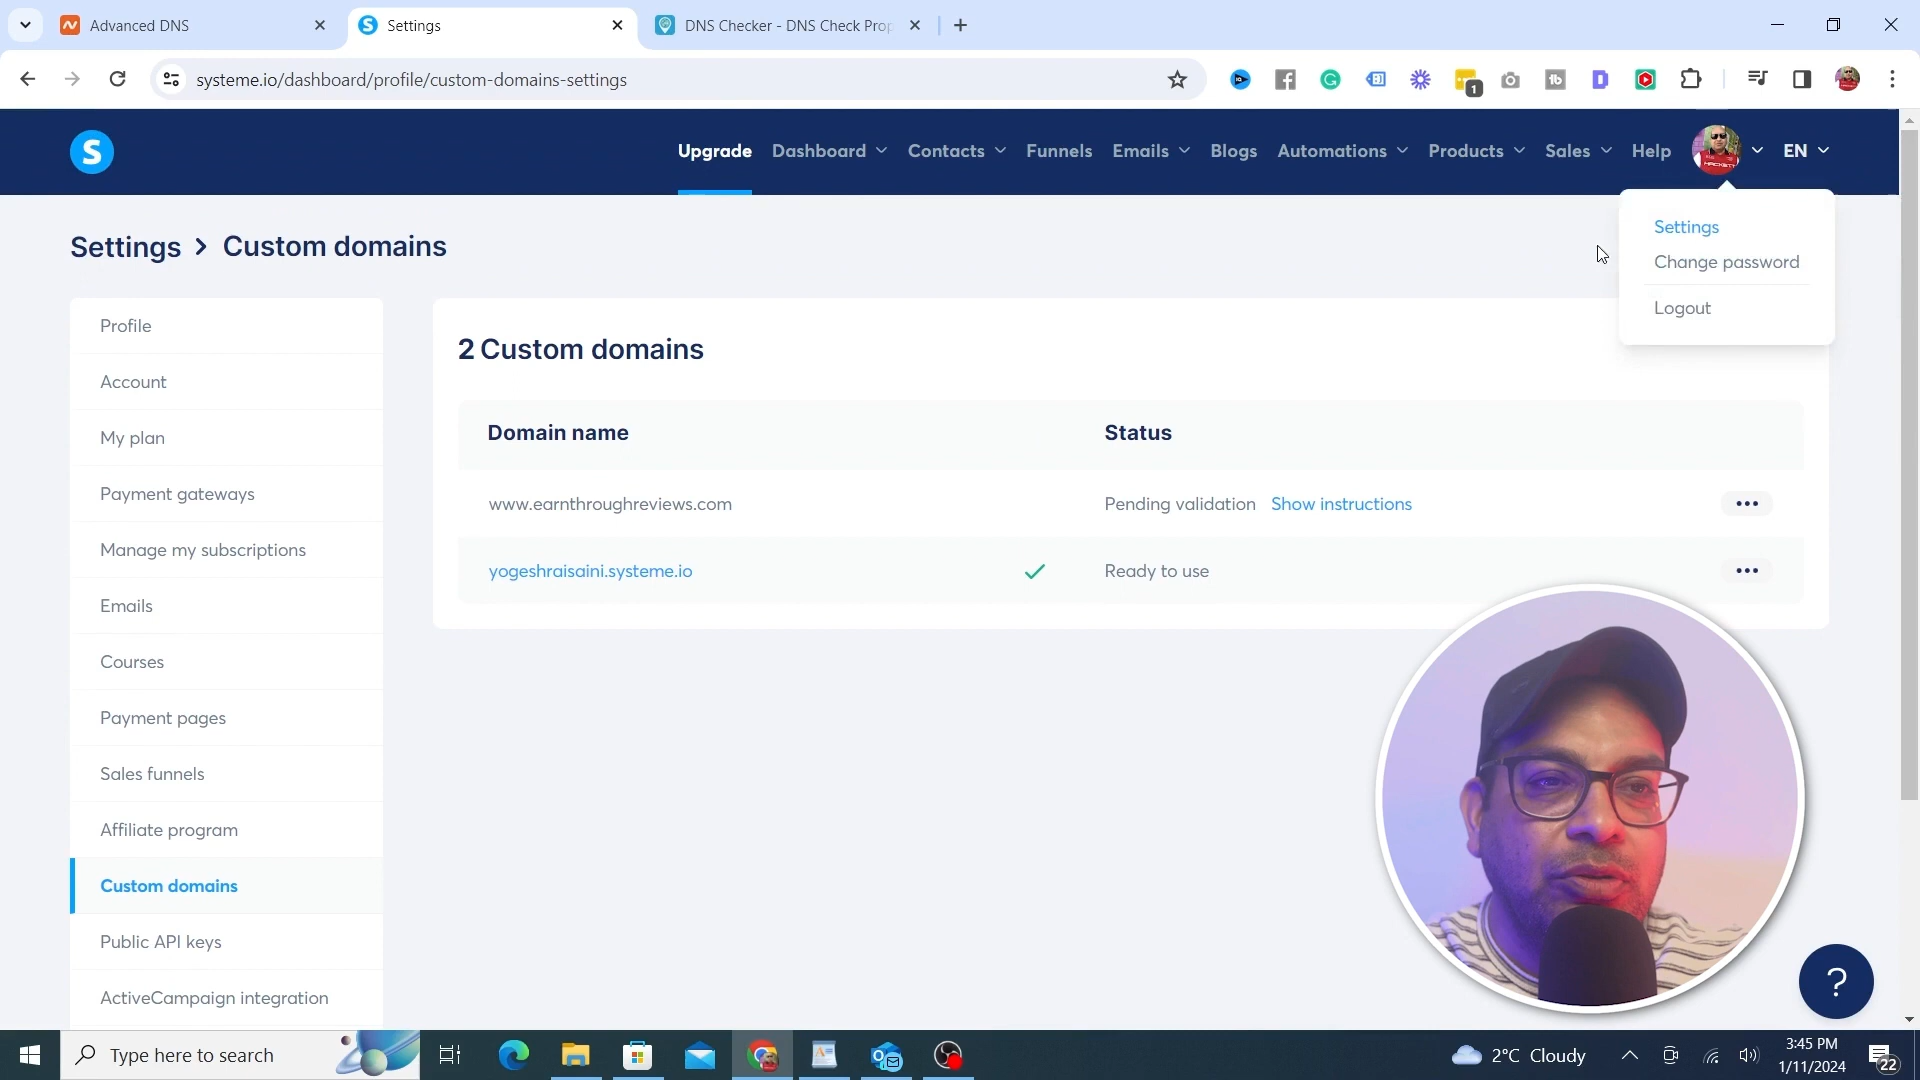 Advanced DNS
Settings
DNS Checker - DNS Check Prop
systeme.io/dashboard/profile/custom-domains-settings
1
S
Upgrade
Dashboard
Contacts
Funnels
Emails
Blogs
Automations
Products
Sales
Help
EN
Settings
Change password
Logout
Settings > Custom domains
Profile
Account
My plan
Payment gateways
Manage my subscriptions
Emails
Courses
Payment pages
Sales funnels
Affiliate program
Custom domains
Public API keys
ActiveCampaign integration
2 Custom domains
Domain name Status
www.earnthroughreviews.com Pending validation Show instructions
yogeshraisaini.systeme.io Ready to use
?
Type here to search
2°C Cloudy
3:45 PM
1/11/2024
22